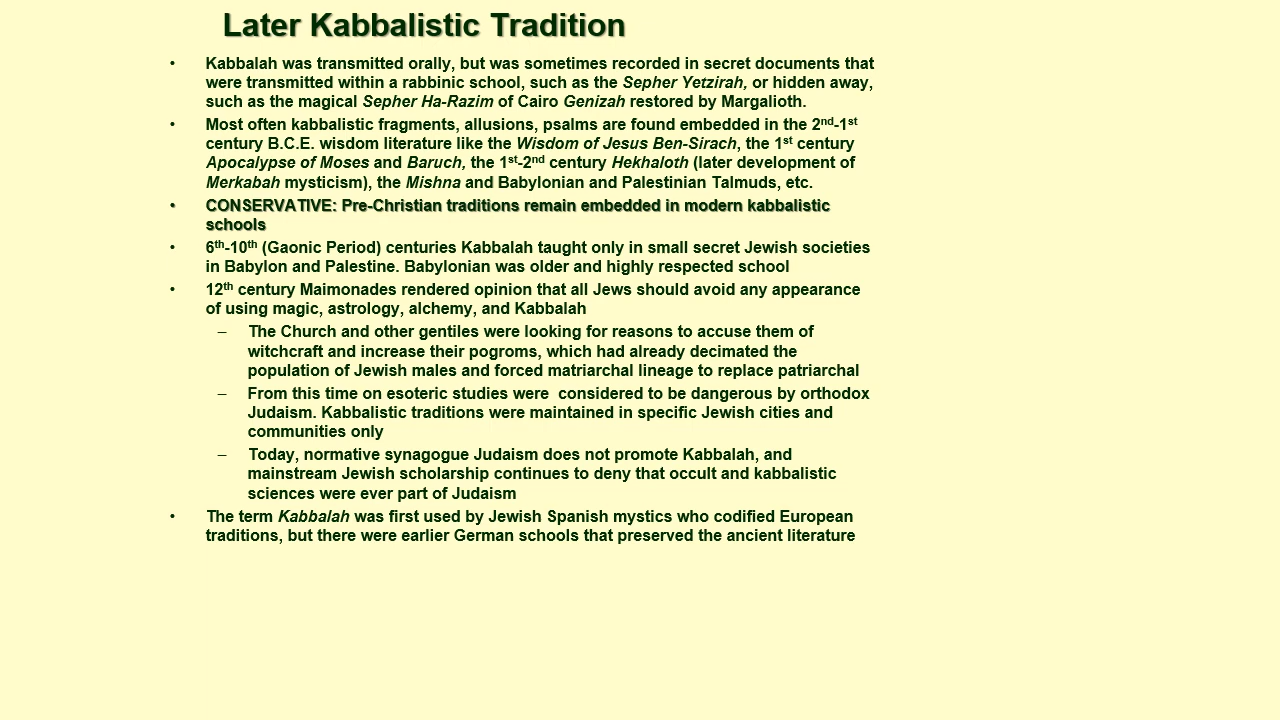 Later Kabbalistic Tradition
• Kabbalah was transmitted orally, but was sometimes recorded in secret documents that
were transmitted within a rabbinic school, such as the Sepher Yetzirah, or hidden away,
such as the magical Sepher Ha-Razim of Cairo Genizah restored by Margalioth.
• Most often kabbalistic fragments, allusions, psalms are found embedded in the 2nd-1st
century B.C.E. wisdom literature like the Wisdom of Jesus Ben-Sirach, the 1st century
Apocalypse of Moses and Baruch, the 1st-2nd century Hekhaloth (later development of
Merkabah mysticism), the Mishna and Babylonian and Palestinian Talmuds, etc.
• CONSERVATIVE: Pre-Christian traditions remain embedded in modern kabbalistic
schools
• 6th-10th (Gaonic Period) centuries Kabbalah taught only in small secret Jewish societies
in Babylon and Palestine. Babylonian was older and highly respected school
• 12th century Maimonades rendered opinion that all Jews should avoid any appearance
of using magic, astrology, alchemy, and Kabbalah
– The Church and other gentiles were looking for reasons to accuse them of
witchcraft and increase their pogroms, which had already decimated the
population of Jewish males and forced matriarchal lineage to replace patriarchal
– From this time on esoteric studies were  considered to be dangerous by orthodox
Judaism. Kabbalistic traditions were maintained in specific Jewish cities and
communities only
– Today, normative synagogue Judaism does not promote Kabbalah, and
mainstream Jewish scholarship continues to deny that occult and kabbalistic
sciences were ever part of Judaism
• The term Kabbalah was first used by Jewish Spanish mystics who codified European
traditions, but there were earlier German schools that preserved the ancient literature